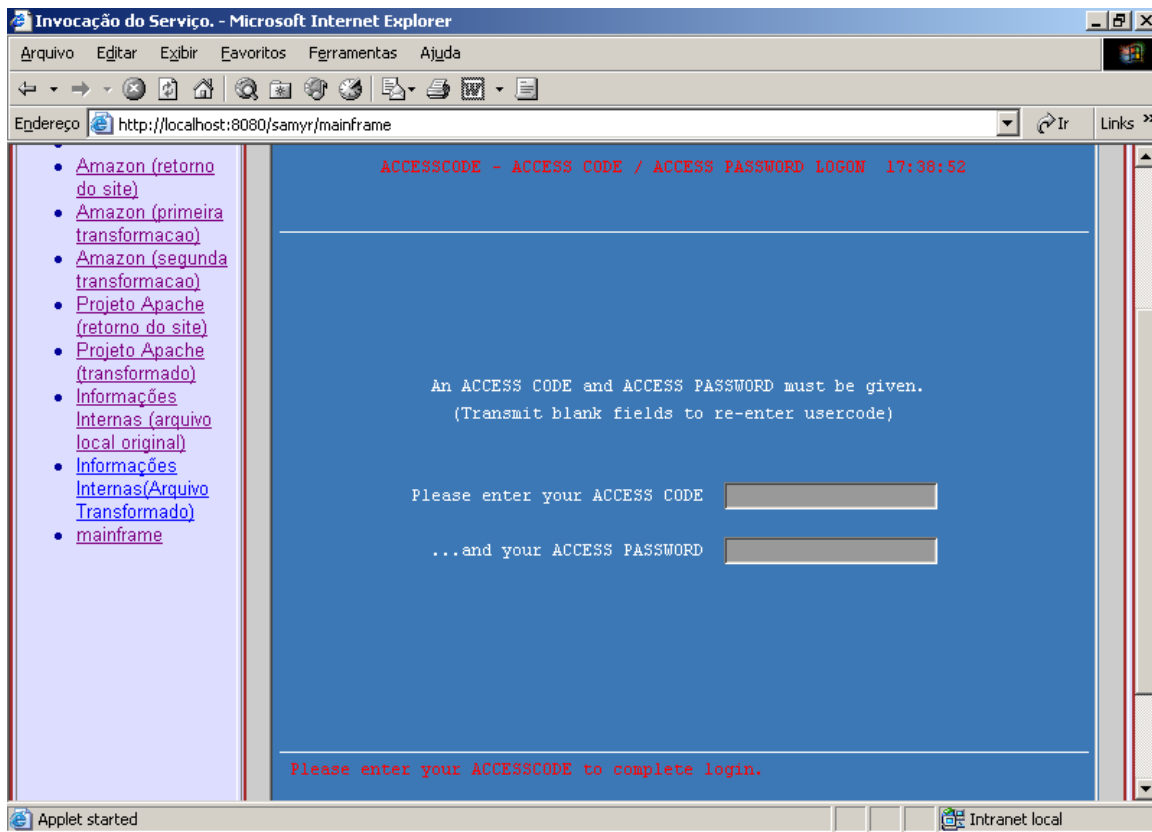 Invocação do Serviço. - Microsoft Internet Explorer
Arquivo Editar Exibir Favoritos Ferramentas Ajuda
Endereço http://localhost:8080/samyr/mainframe Ir Links »
Amazon (retorno
do site)
Amazon (primeira
transformacao)
Amazon (segunda
transformacao)
Projeto Apache
(retorno do site)
Projeto Apache
(transformado)
Informações
Internas (arquivo
local original)
Informações
Internas(Arquivo
Transformado)
mainframe
ACCESSCODE - ACCESS CODE / ACCESS PASSWORD LOGON 17:38:52
An ACCESS CODE and ACCESS PASSWORD must be given.
(Transmit blank fields to re-enter usercode)
Please enter your ACCESS CODE
...and your ACCESS PASSWORD
Please enter your ACCESSCODE to complete login.
Applet started Intranet local